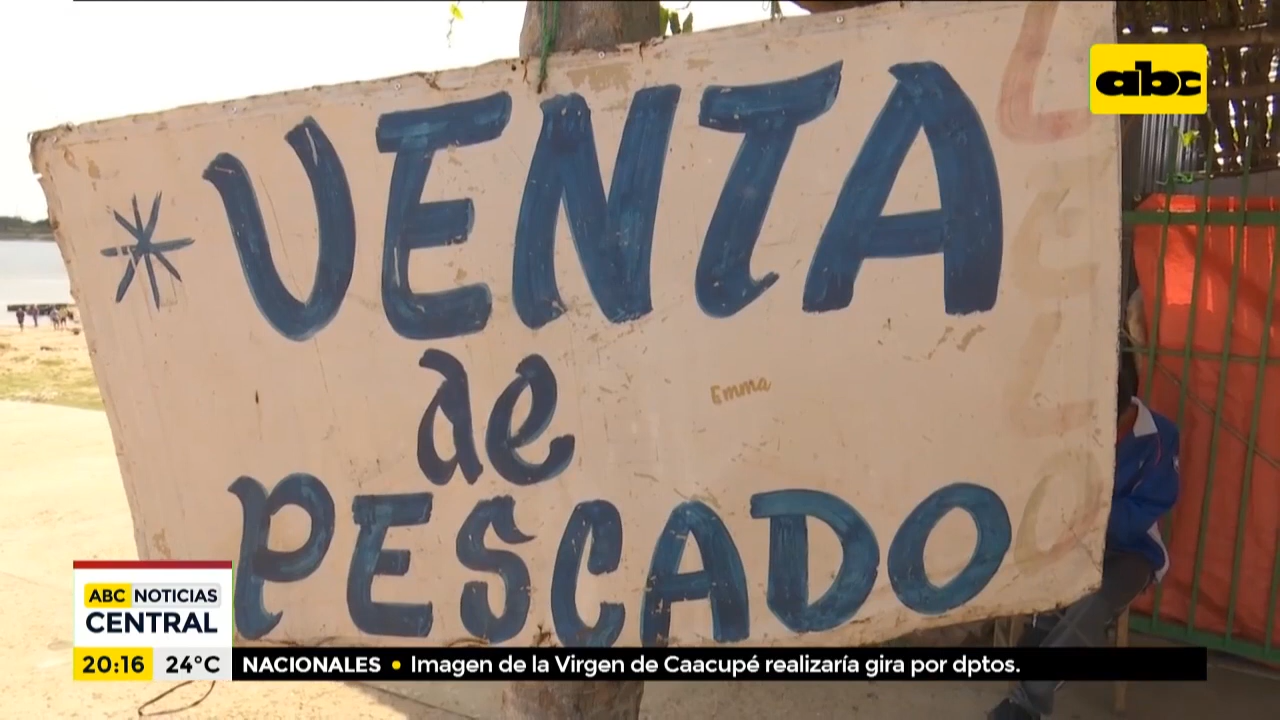 abc
* VENTA
de
Emma
PESCADO
ABC NOTICIAS
CENTRAL
20:16 24°C
NACIONALES • Imagen de la Virgen de Caacupé realizaría gira por dptos.